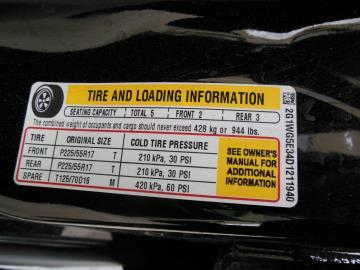 TIRE AND LOADING INFORMATION
SEATING CAPACITY TOTAL 5 FRONT 2 REAR 3
The combined weight of occupants and cargo should never exceed 428 kg or 944 lbs.
TIRE ORIGINAL SIZE COLD TIRE PRESSURE
FRONT P225/55R17 T 210 kPa, 30 PSI
REAR P225/55R17 T 210 kPa, 30 PSI
SPARE T125/70D16 M 420 kPa, 60 PSI
SEE OWNER'S
MANUAL FOR
ADDITIONAL
INFORMATION
2G1WG5E34D1211940